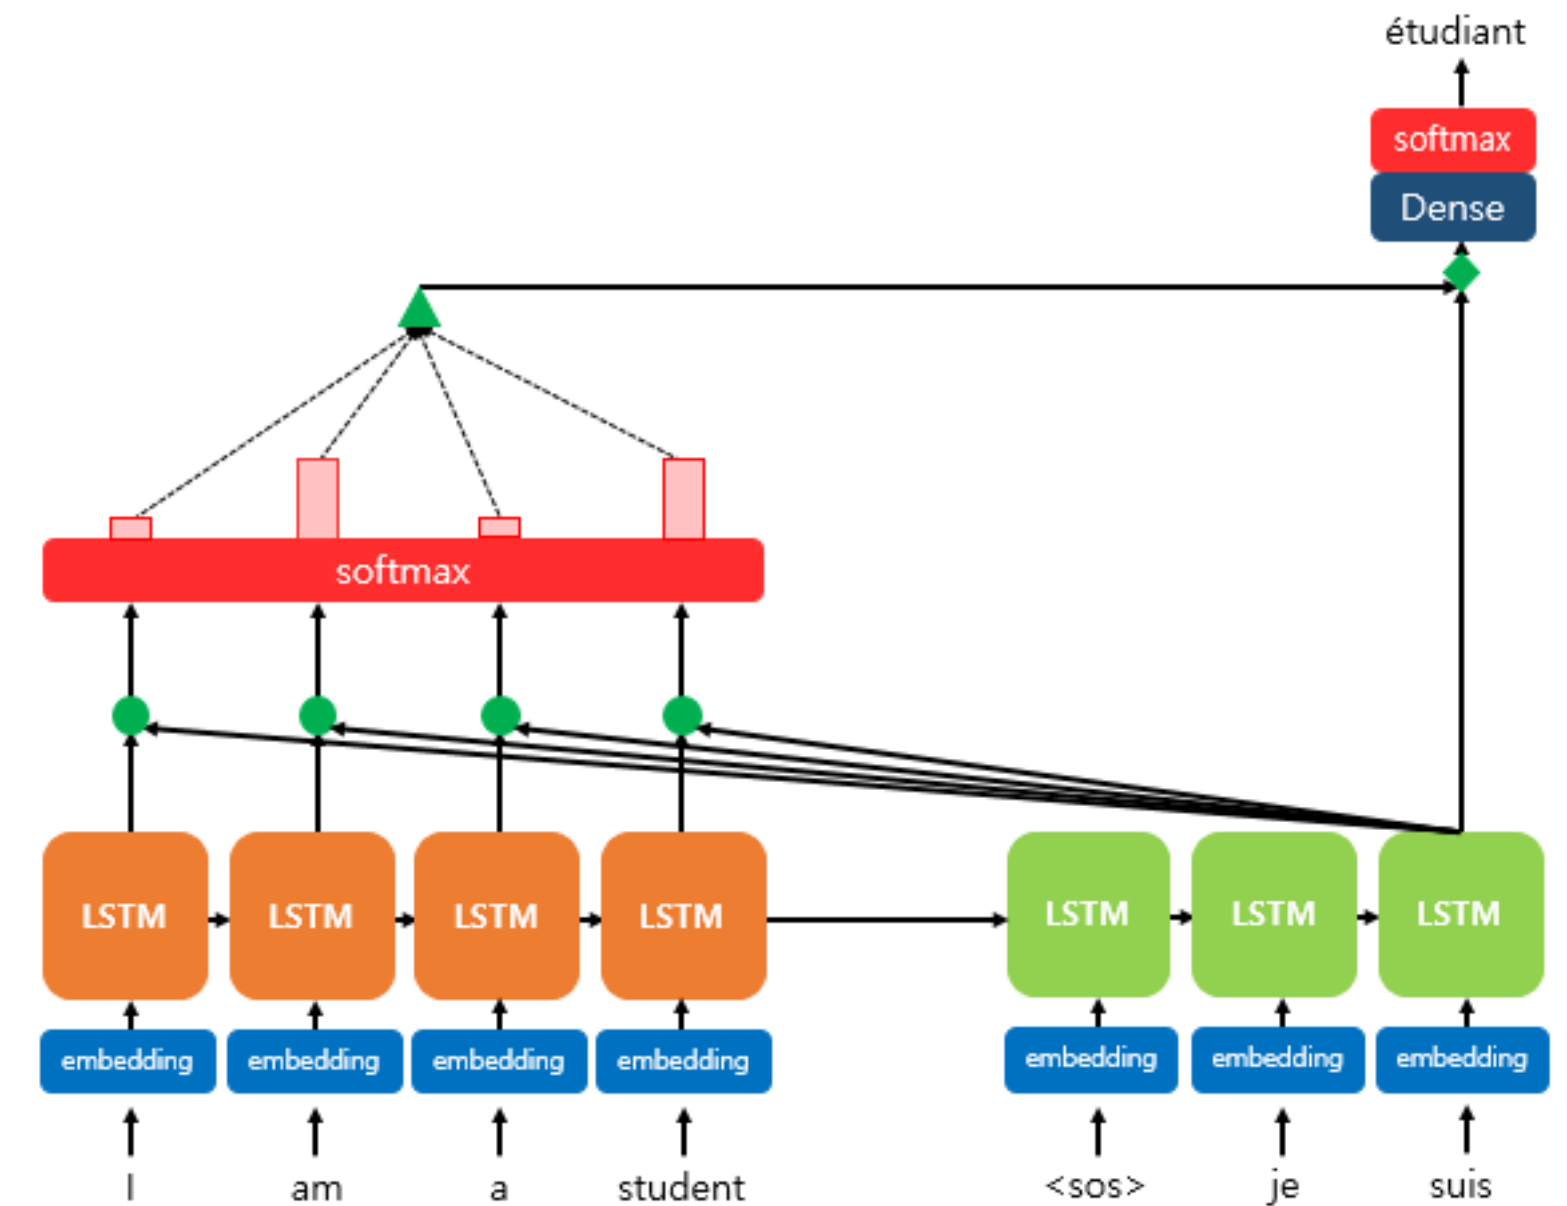 étudiant
softmax
Dense
softmax
LSTM LSTM LSTM LSTM LSTM LSTM LSTM
embedding embedding embedding embedding embedding embedding embedding
I am a student <sos> je suis